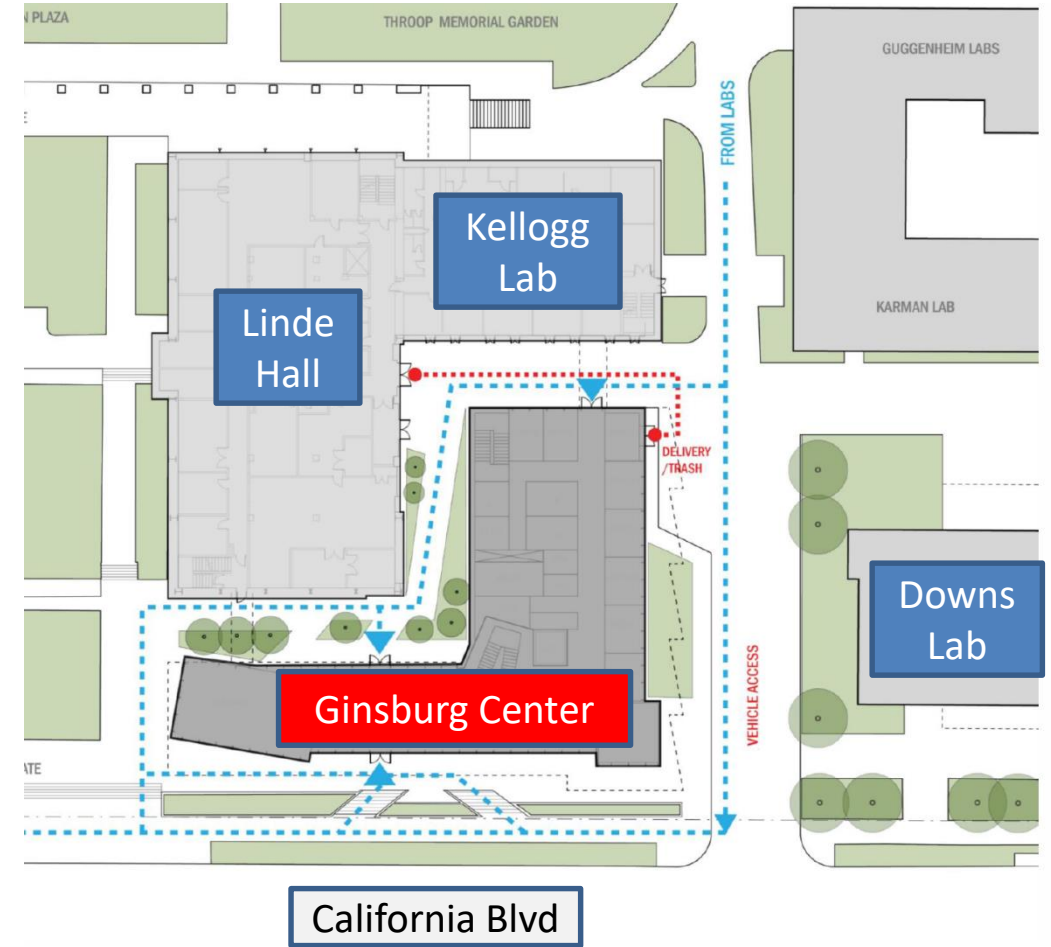 N PLAZA
THROOP MEMORIAL GARDEN
GUGGENHEIM LABS
FROM LABS
Kellogg
Lab
Linde
Hall
KARMAN LAB
DELIVERY
/TRASH
Downs
Lab
VEHICLE ACCESS
Ginsburg Center
ATE
California Blvd